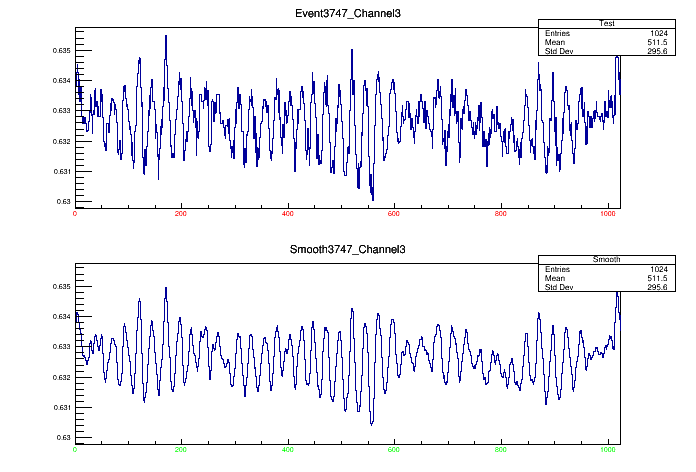 Event3747_Channel3
Test
Entries 1024
Mean 511.5
Std Dev 295.6
0.635
0.634
0.633
0.632
0.631
0.63
0 200 400 600 800 1000
Smooth3747_Channel3
Smooth
Entries 1024
Mean 511.5
Std Dev 295.6
0.635
0.634
0.633
0.632
0.631
0.63
0 200 400 600 800 1000